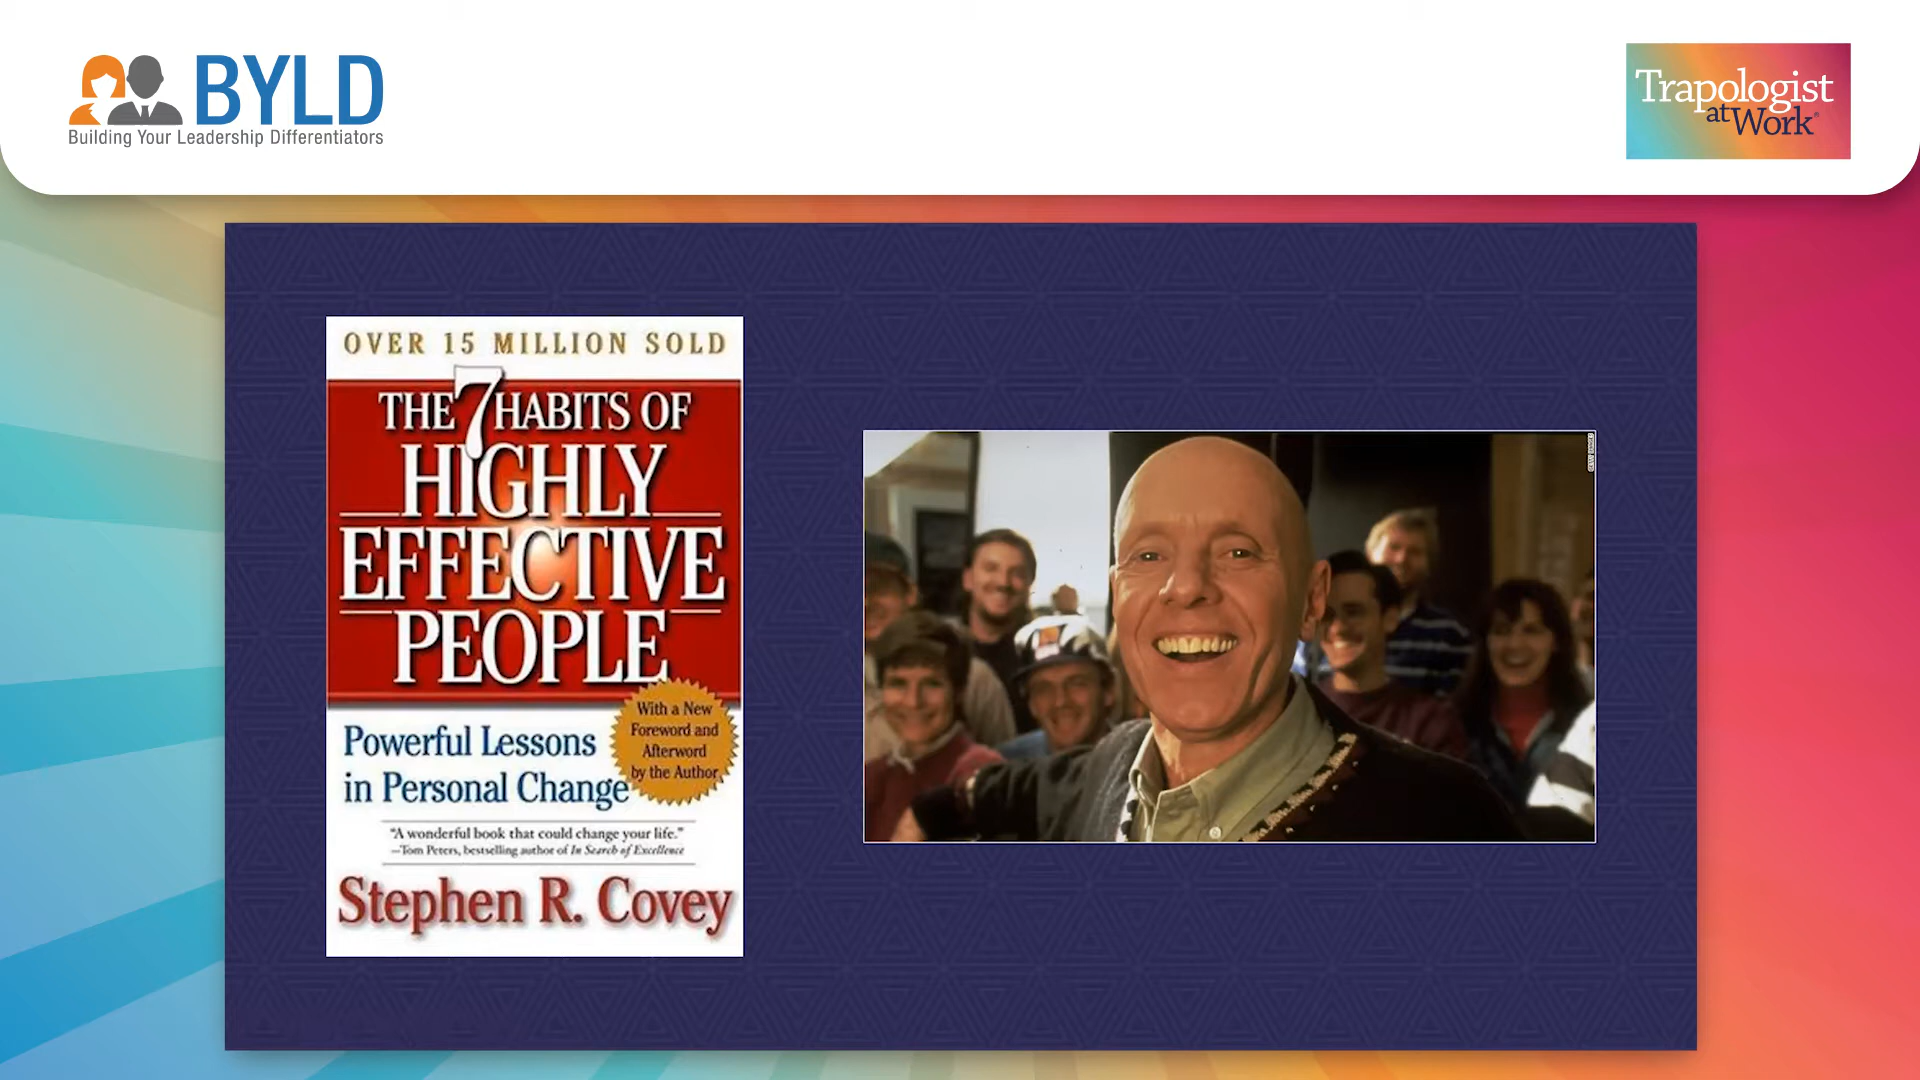 BYLD
Building Your Leadership Differentiators
Trapologist
at Work®
OVER 15 MILLION SOLD
THE 7 HABITS OF
HIGHLY
EFFECTIVE
PEOPLE
With a New
Foreword and
Afterword
by the Author
Powerful Lessons
in Personal Change
“A wonderful book that could change your life.”
—Tom Peters, bestselling author of In Search of Excellence
Stephen R. Covey
GETTY IMAGES